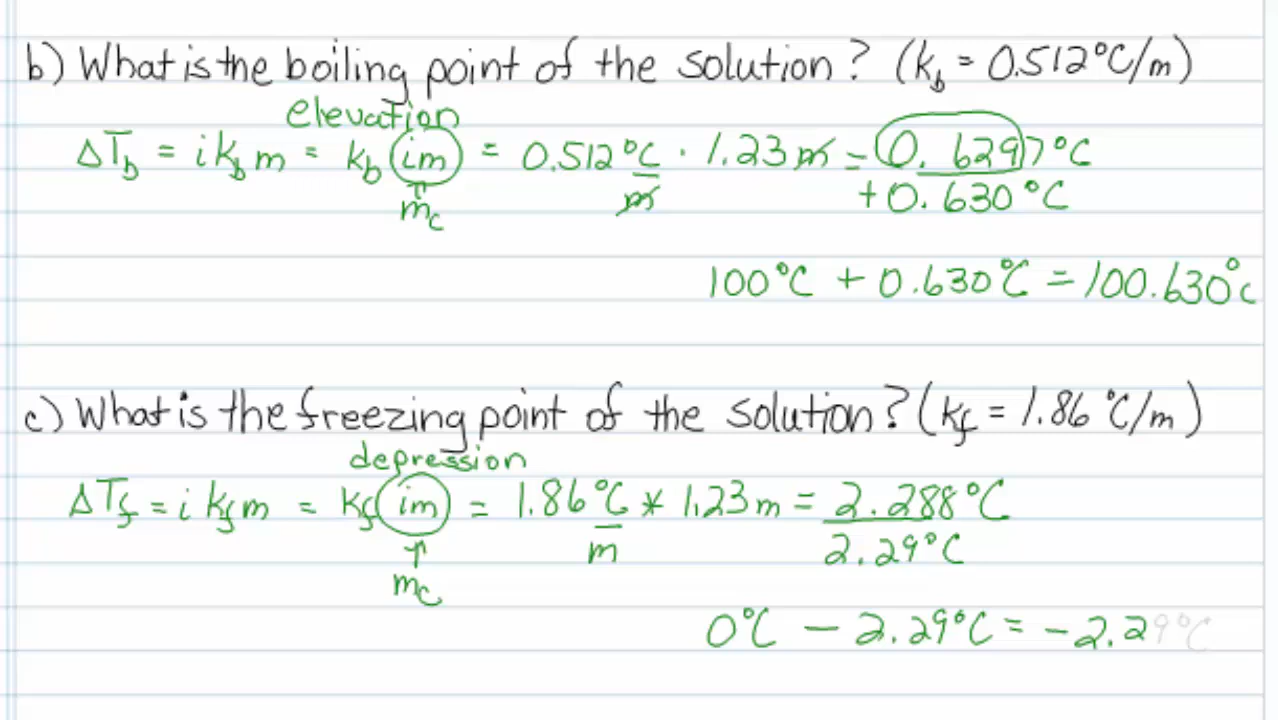 b) What is the boiling point of the solution? (k_b = 0.512°C/m)
elevation
ΔT_b = i k_b m = k_b (im) = 0.512 °C/m · 1.23 m = 0.6297°C
↑
m_c
+0.630°C
100°C + 0.630°C = 100.630°C
c) What is the freezing point of the solution? (k_f = 1.86 °C/m)
depression
ΔT_f = i k_f m = k_f (im) = 1.86 °C/m * 1.23 m = 2.288°C
↑
m_c
2.29°C
0°C – 2.29°C = -2.29°C